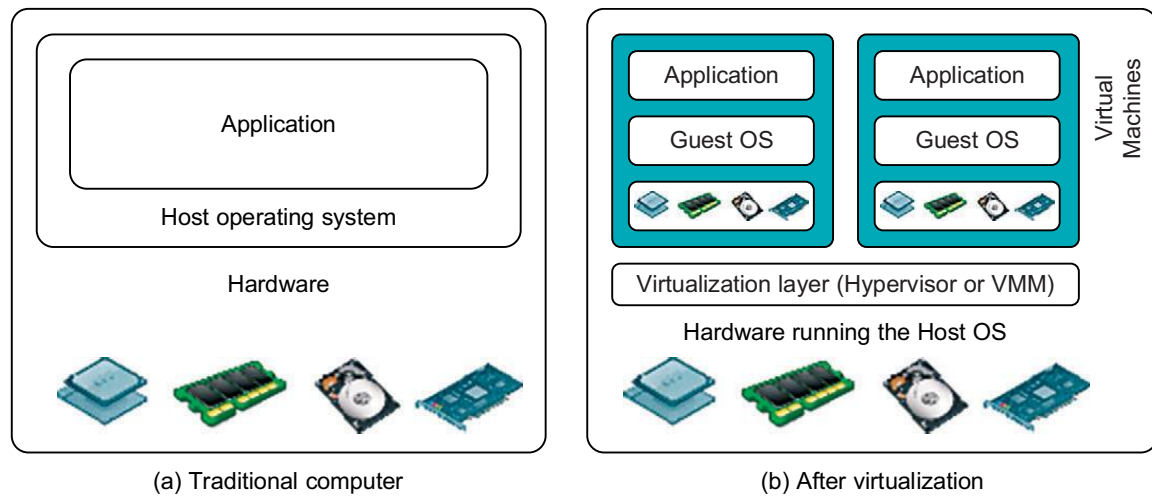 Application
Host operating system
Hardware
(a) Traditional computer
Application
Guest OS
Application
Guest OS
Virtual
Machines
Virtualization layer (Hypervisor or VMM)
Hardware running the Host OS
(b) After virtualization